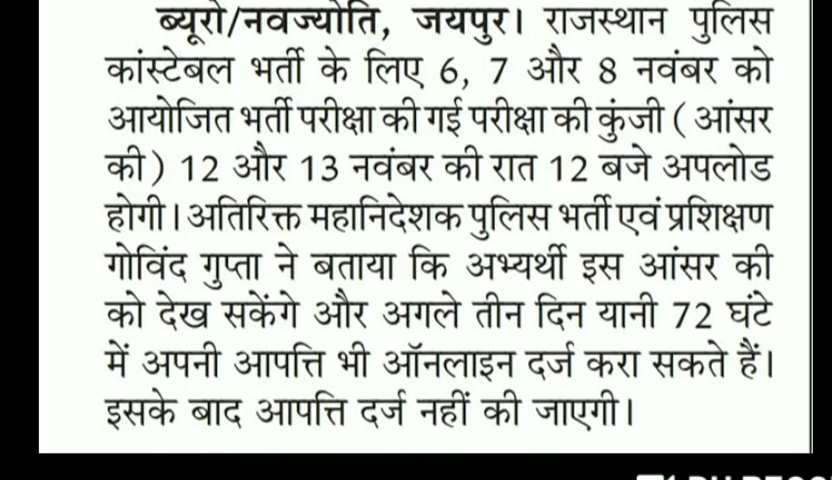 ब्यूरो/नवज्योति, जयपुर। राजस्थान पुलिस
कांस्टेबल भर्ती के लिए 6, 7 और 8 नवंबर को
आयोजित भर्ती परीक्षा की गई परीक्षा की कुंजी ( आंसर
की ) 12 और 13 नवंबर की रात 12 बजे अपलोड
होगी। अतिरिक्त महानिदेशक पुलिस भर्ती एवं प्रशिक्षण
गोविंद गुप्ता ने बताया कि अभ्यर्थी इस आंसर की
को देख सकेंगे और अगले तीन दिन यानी 72 घंटे
में अपनी आपत्ति भी ऑनलाइन दर्ज करा सकते हैं।
इसके बाद आपत्ति दर्ज नहीं की जाएगी।